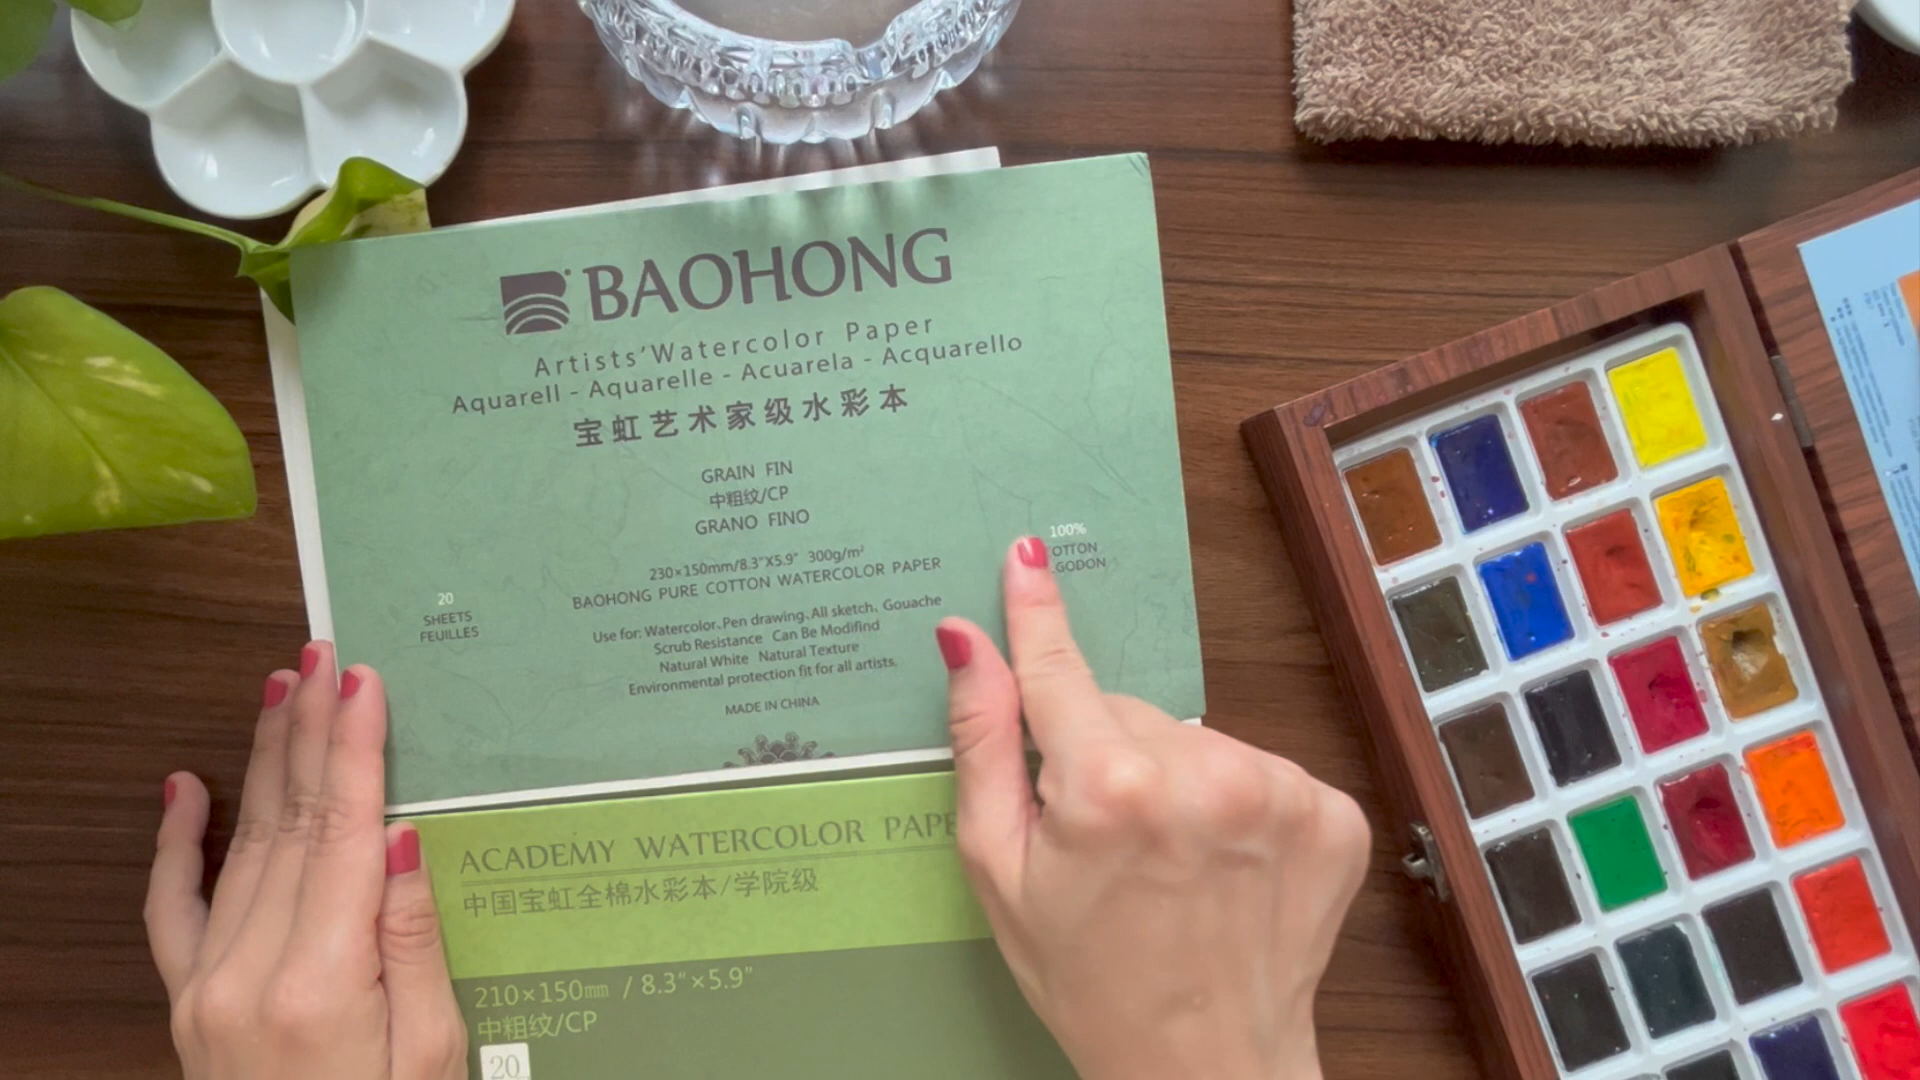 BAOHONG
Artists'Watercolor Paper
Aquarell - Aquarelle - Acuarela - Acquarello
宝虹艺术家级水彩本
GRAIN FIN
中粗纹/CP
GRANO FINO
230×150mm/8.3"X5.9" 300g/m²
BAOHONG PURE COTTON WATERCOLOR PAPER
100%
OTTON
GODON
20
SHEETS
FEUILLES
Use for: Watercolor、Pen drawing、All sketch、Gouache
Scrub Resistance Can Be Modifind
Natural White Natural Texture
Environmental protection fit for all artists.
MADE IN CHINA
ACADEMY WATERCOLOR PAPE
中国宝虹全棉水彩本/学院级
210×150mm / 8.3"×5.9"
中粗纹/CP
20